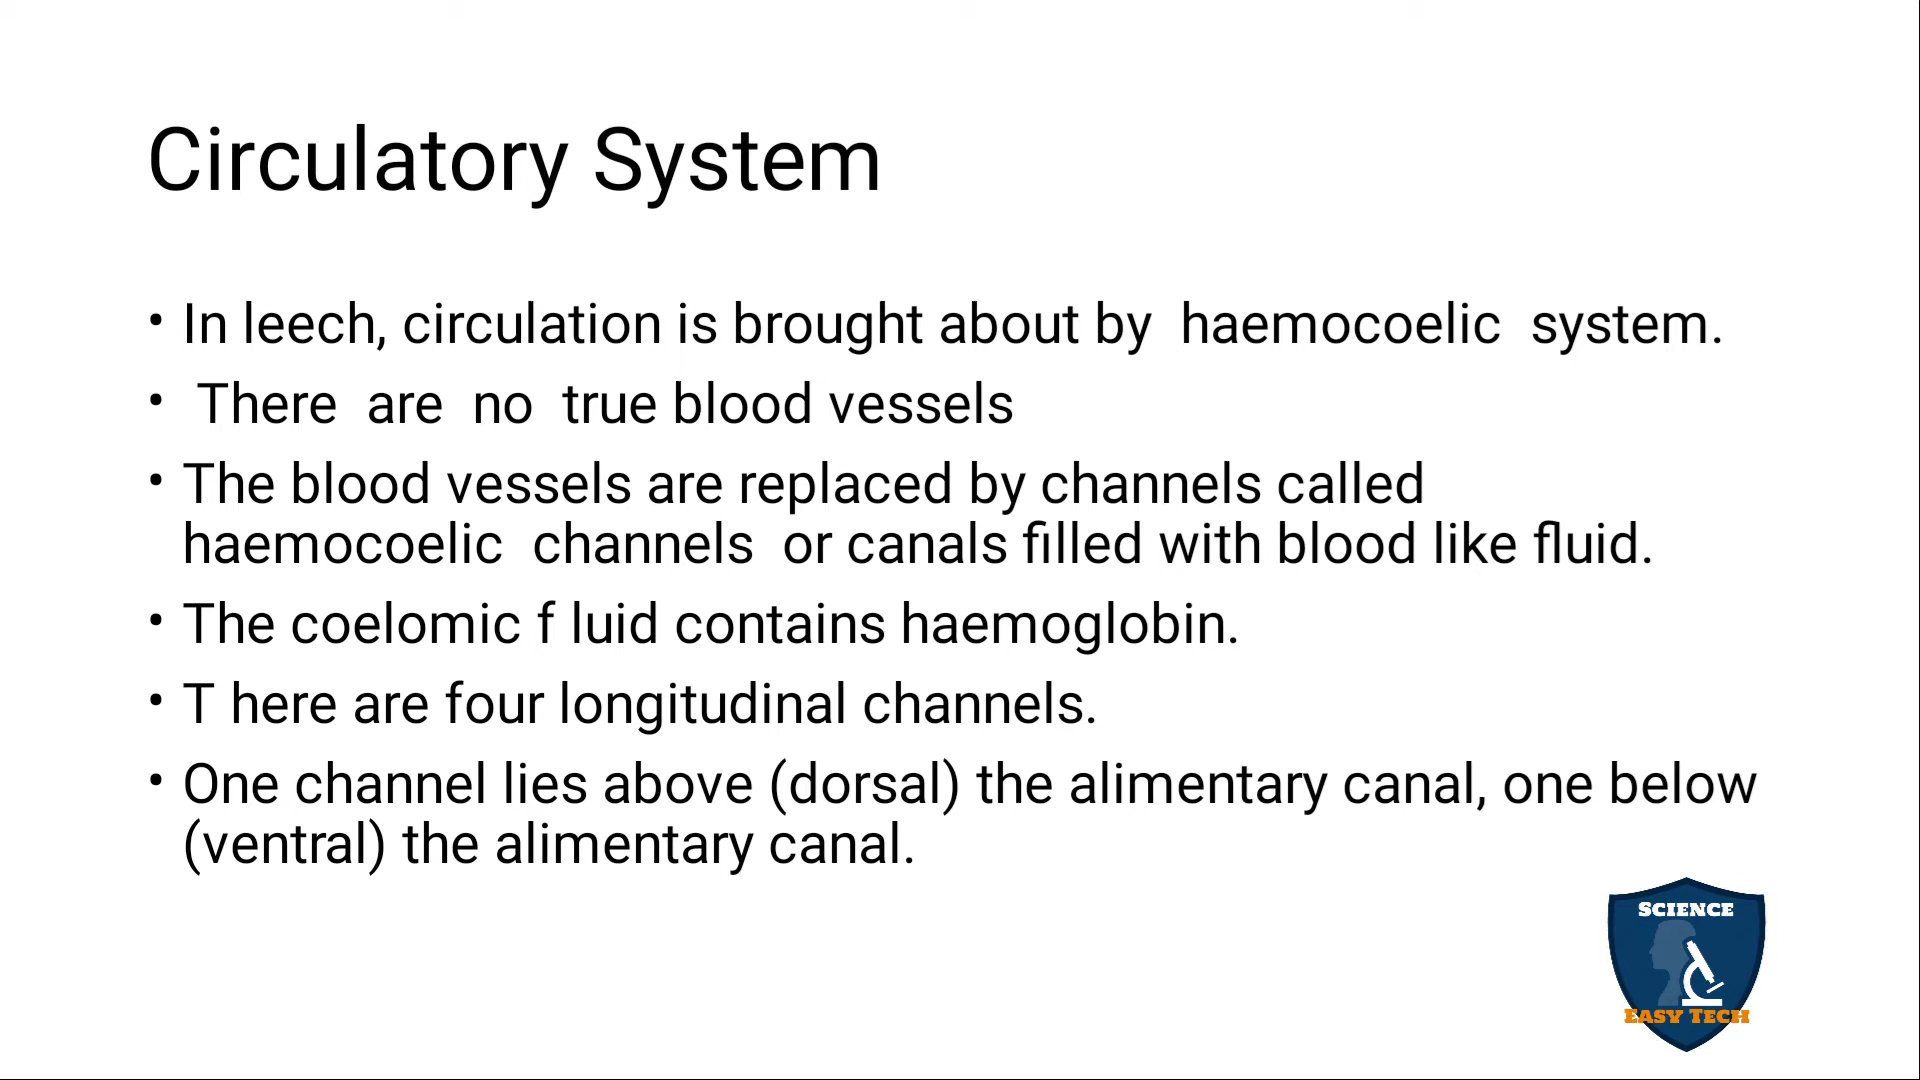 Circulatory System
• In leech, circulation is brought about by  haemocoelic  system.
•  There  are  no  true blood vessels
• The blood vessels are replaced by channels called
haemocoelic  channels  or canals filled with blood like fluid.
• The coelomic f luid contains haemoglobin.
• T here are four longitudinal channels.
• One channel lies above (dorsal) the alimentary canal, one below
(ventral) the alimentary canal.
SCIENCE
EASY TECH